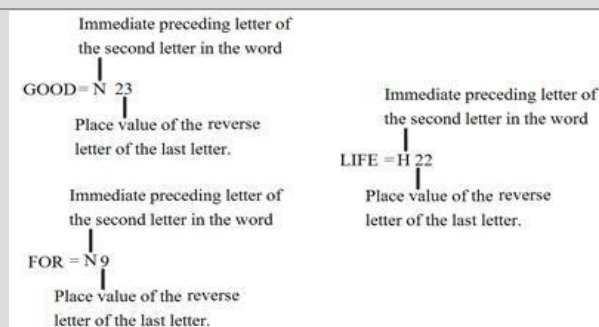 Immediate preceding letter of
the second letter in the word
GOOD=N 23
Place value of the reverse
letter of the last letter.
Immediate preceding letter of
the second letter in the word
FOR = N9
Place value of the reverse
letter of the last letter.
Immediate preceding letter of
the second letter in the word
LIFE =H 22
Place value of the reverse
letter of the last letter.